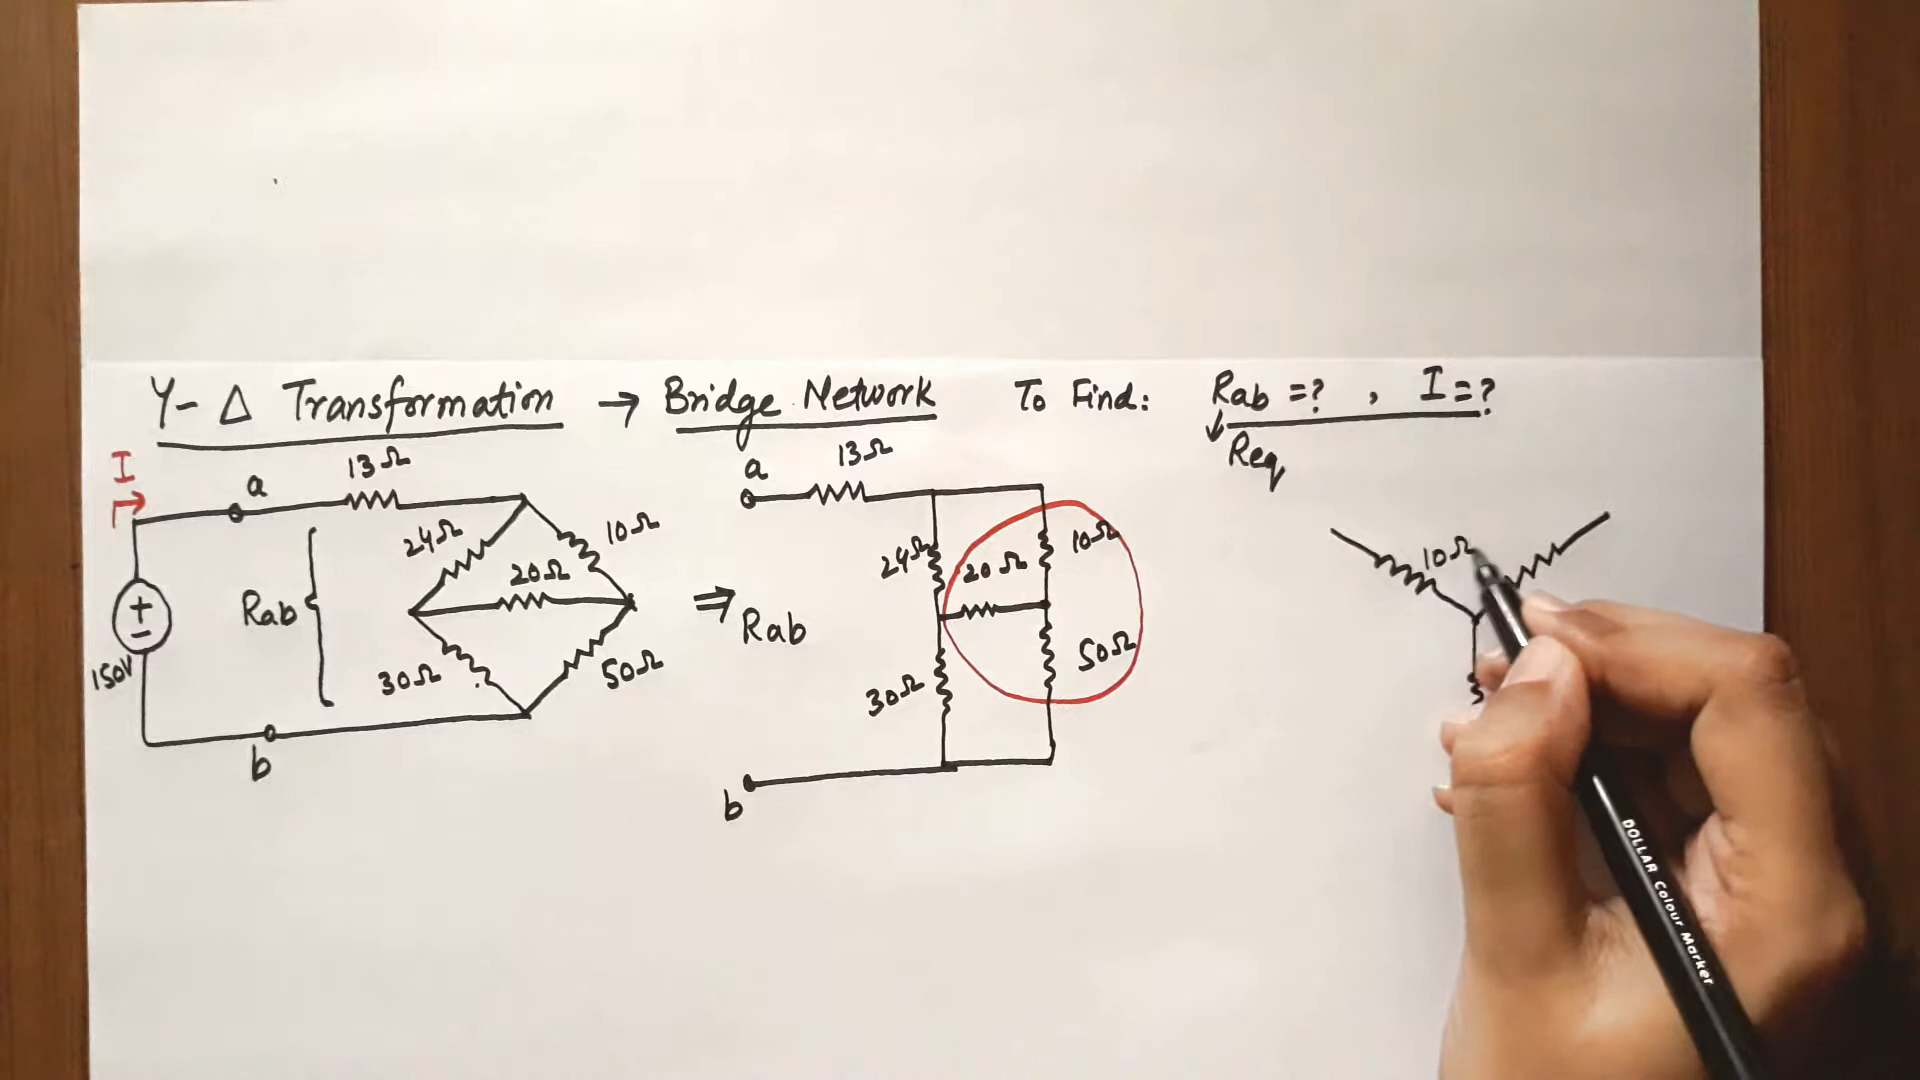 Y-Δ Transformation → Bridge Network To Find: Rab =? , I =?
↓
Req
I
a
13Ω
24Ω
10Ω
20Ω
Rab
150V
+
-
30Ω
50Ω
b
⇒
a
13Ω
24Ω
20Ω
10Ω
Rab
30Ω
50Ω
b
10Ω
DOLLAR Colour Marker